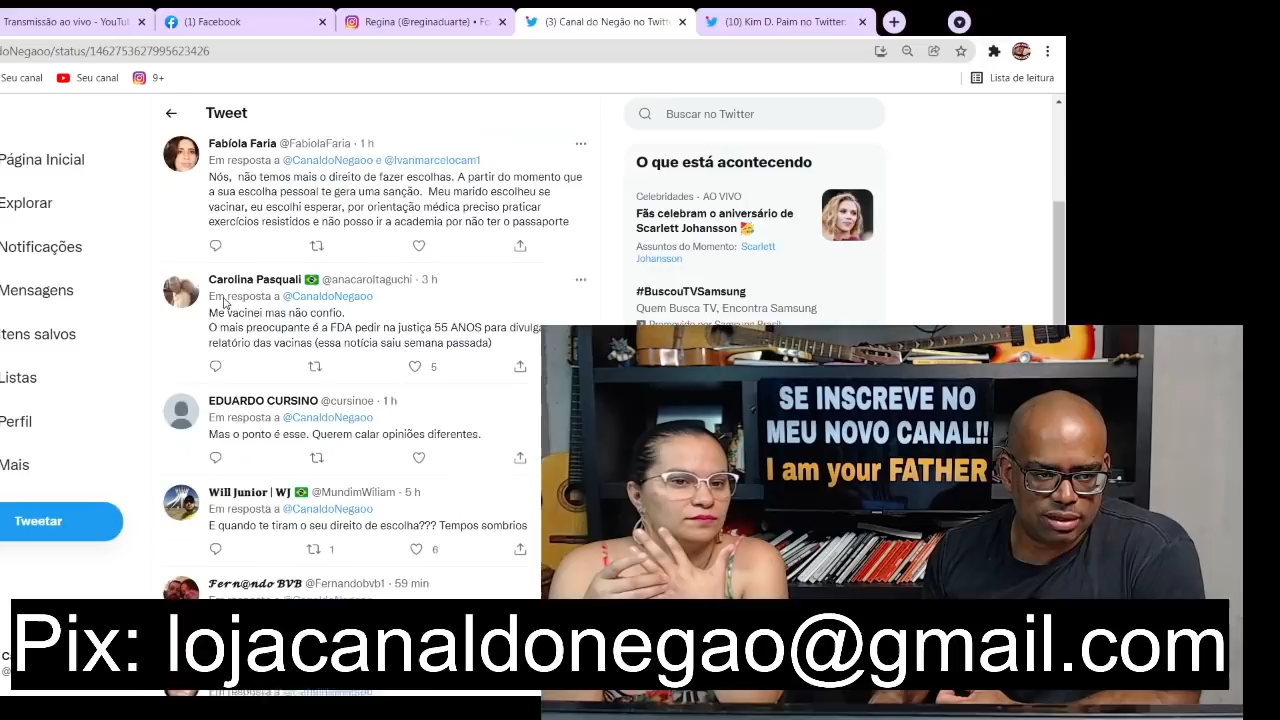 Transmissão ao vivo - YouTu
(1) Facebook
Regina (@reginaduarte) • Fo
(3) Canal do Negão no Twitt
(10) Kim D. Paim no Twitter:
oNegaoo/status/1462753627995623426
Seu canal
Seu canal
9+
Lista de leitura
Página Inicial
Explorar
Notificações
Mensagens
Itens salvos
Listas
Perfil
Mais
Tweetar
Tweet
Fabíola Faria @FabiolaFaria · 1 h
Em resposta a @CanaldoNegaoo e @Ivanmarcelocam1
Nós, não temos mais o direito de fazer escolhas. A partir do momento que
a sua escolha pessoal te gera uma sanção. Meu marido escolheu se
vacinar, eu escolhi esperar, por orientação médica preciso praticar
exercícios resistidos e não posso ir a academia por não ter o passaporte
Carolina Pasquali 🇧🇷 @anacaroltaguchi · 3 h
Em resposta a @CanaldoNegaoo
Me vacinei mas não confio.
O mais preocupante é a FDA pedir na justiça 55 ANOS para divulga
relatório das vacinas (essa notícia saiu semana passada)
5
EDUARDO CURSINO @cursinoe · 1 h
Em resposta a @CanaldoNegaoo
Mas o ponto é esse. Querem calar opiniões diferentes.
Will Junior | WJ 🇧🇷 @MundimWiliam · 5 h
Em resposta a @CanaldoNegaoo
E quando te tiram o seu direito de escolha??? Tempos sombrios
1 6
Fern@ndo BVB @Fernandobvb1 · 59 min
Buscar no Twitter
O que está acontecendo
Celebridades · AO VIVO
Fãs celebram o aniversário de
Scarlett Johansson 🥳
Assuntos do Momento: Scarlett
Johansson
#BuscouTVSamsung
Quem Busca TV, Encontra Samsung
Promovido por Samsung Brasil
SE INSCREVE NO
MEU NOVO CANAL!!
I am your FATHER
Pix: lojacanaldonegao@gmail.com